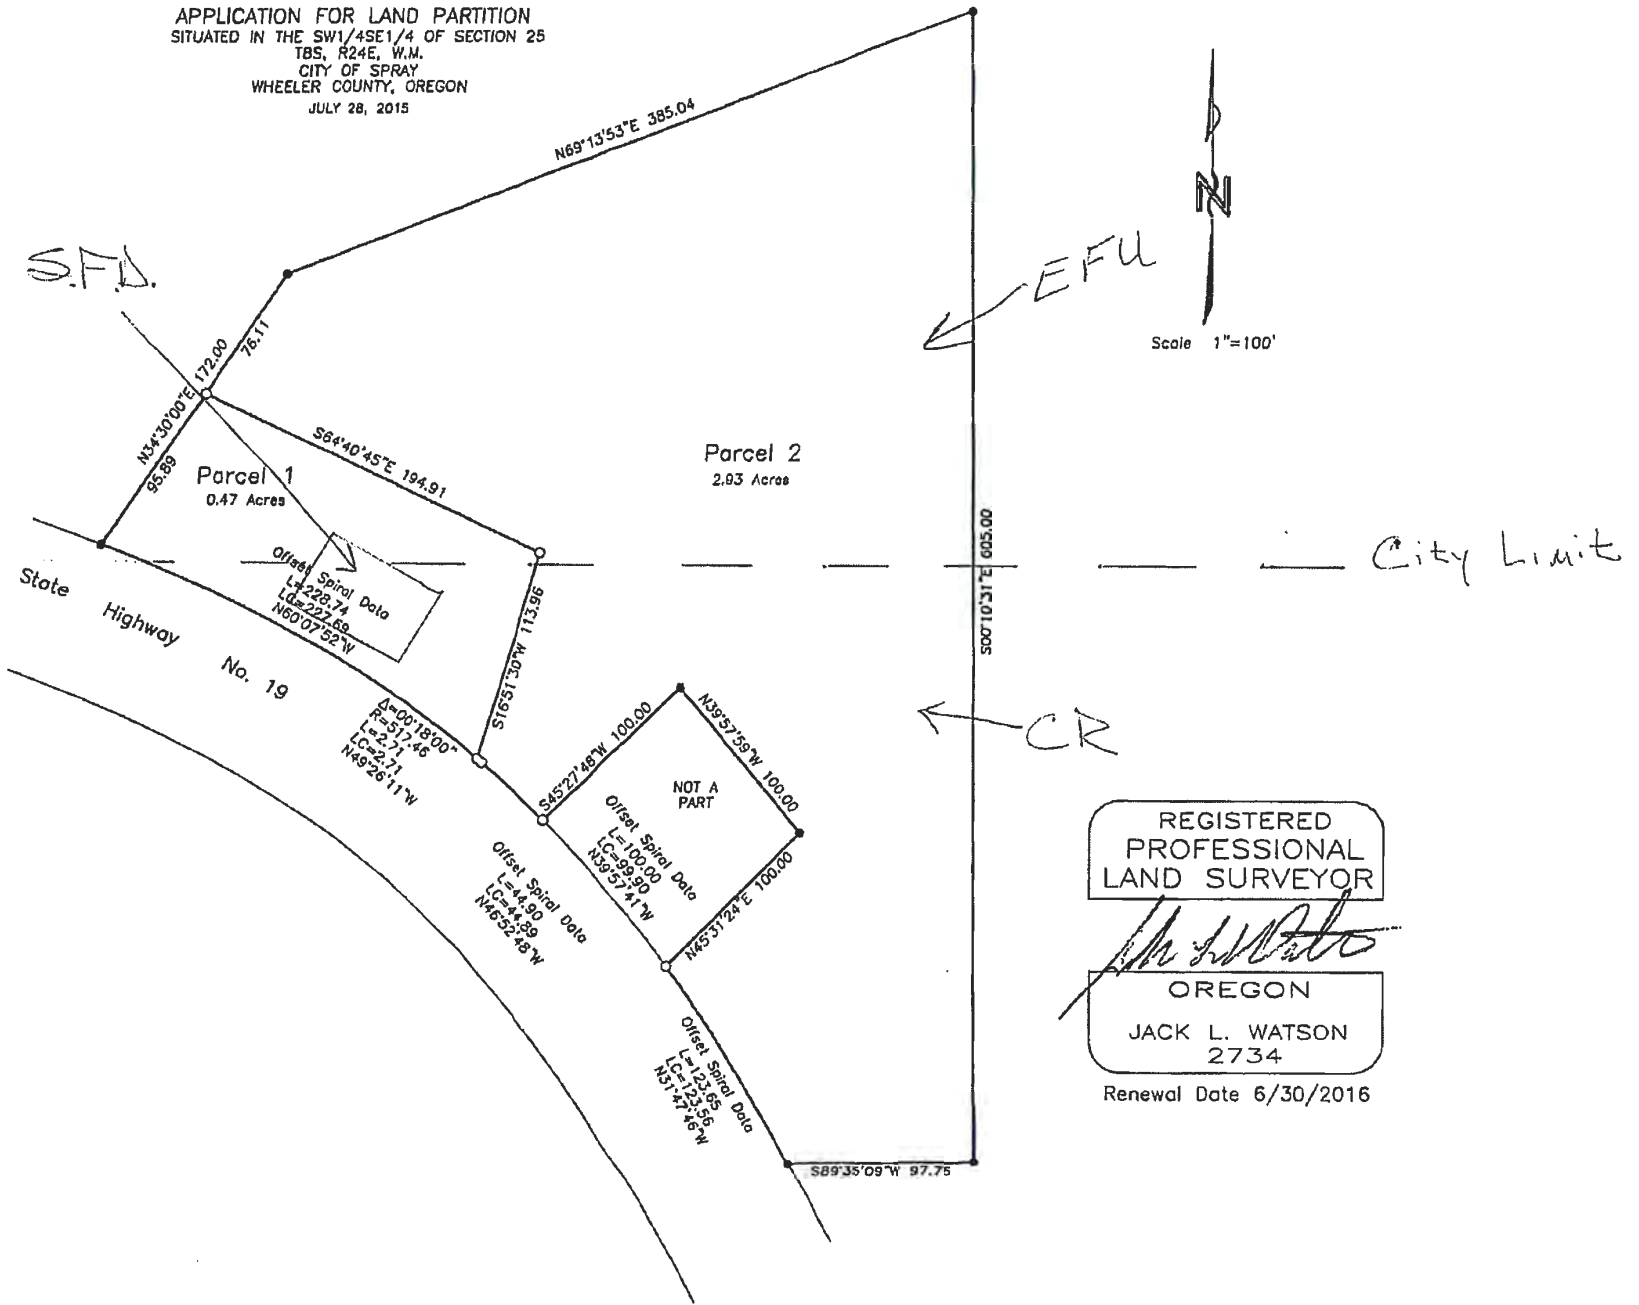 APPLICATION FOR LAND PARTITION
SITUATED IN THE SW1/4SE1/4 OF SECTION 25
T8S, R24E, W.M.
CITY OF SPRAY
WHEELER COUNTY, OREGON
JULY 28, 2015
N69°13'53"E 385.04
S.F.D.
EFU
N
Scale 1"=100'
76.11
N34°30'00"E 172.00
95.89
S64°40'45"E 194.91
Parcel 1
0.47 Acres
Parcel 2
2.93 Acres
S00°10'31"E 605.00
City Limit
State Highway No. 19
Offset Spiral Data
L=228.74
LC=227.69
N60°07'52"W
S16°51'30"W 113.96
Δ=00°18'00"
R=517.46
L=2.71
LC=2.71
N49°26'11"W
S45°27'48"W 100.00
N39°57'59"W 100.00
NOT A
PART
CR
Offset Spiral Data
L=100.00
LC=99.90
N39°57'41"W
N45°31'24"E 100.00
Offset Spiral Data
L=44.90
LC=44.89
N46°52'48"W
Offset Spiral Data
L=123.65
LC=123.56
N31°47'46"W
S89°35'09"W 97.75
REGISTERED
PROFESSIONAL
LAND SURVEYOR
OREGON
JACK L. WATSON
2734
Renewal Date 6/30/2016